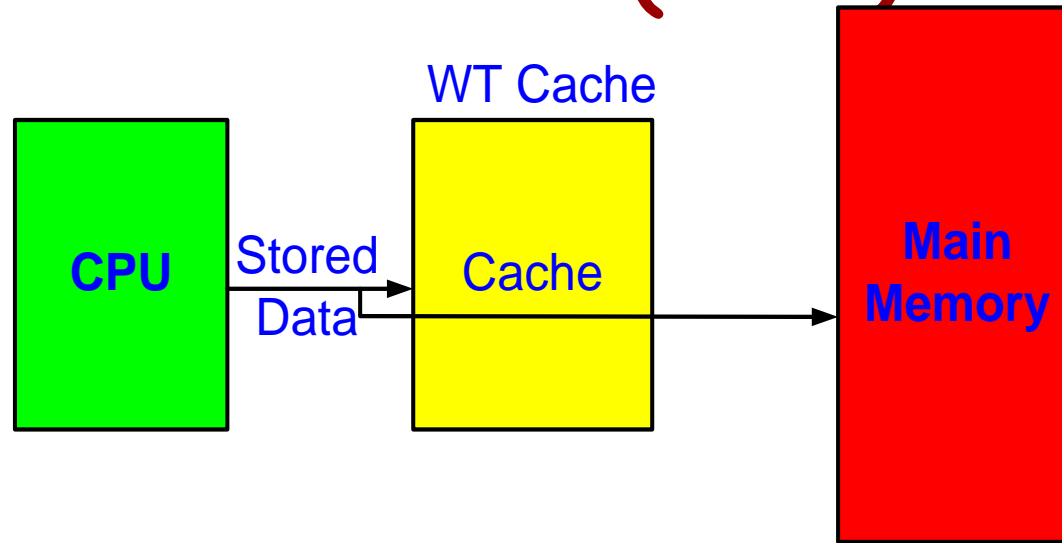 WT Cache
CPU
Stored
Data
Cache
Main
Memory